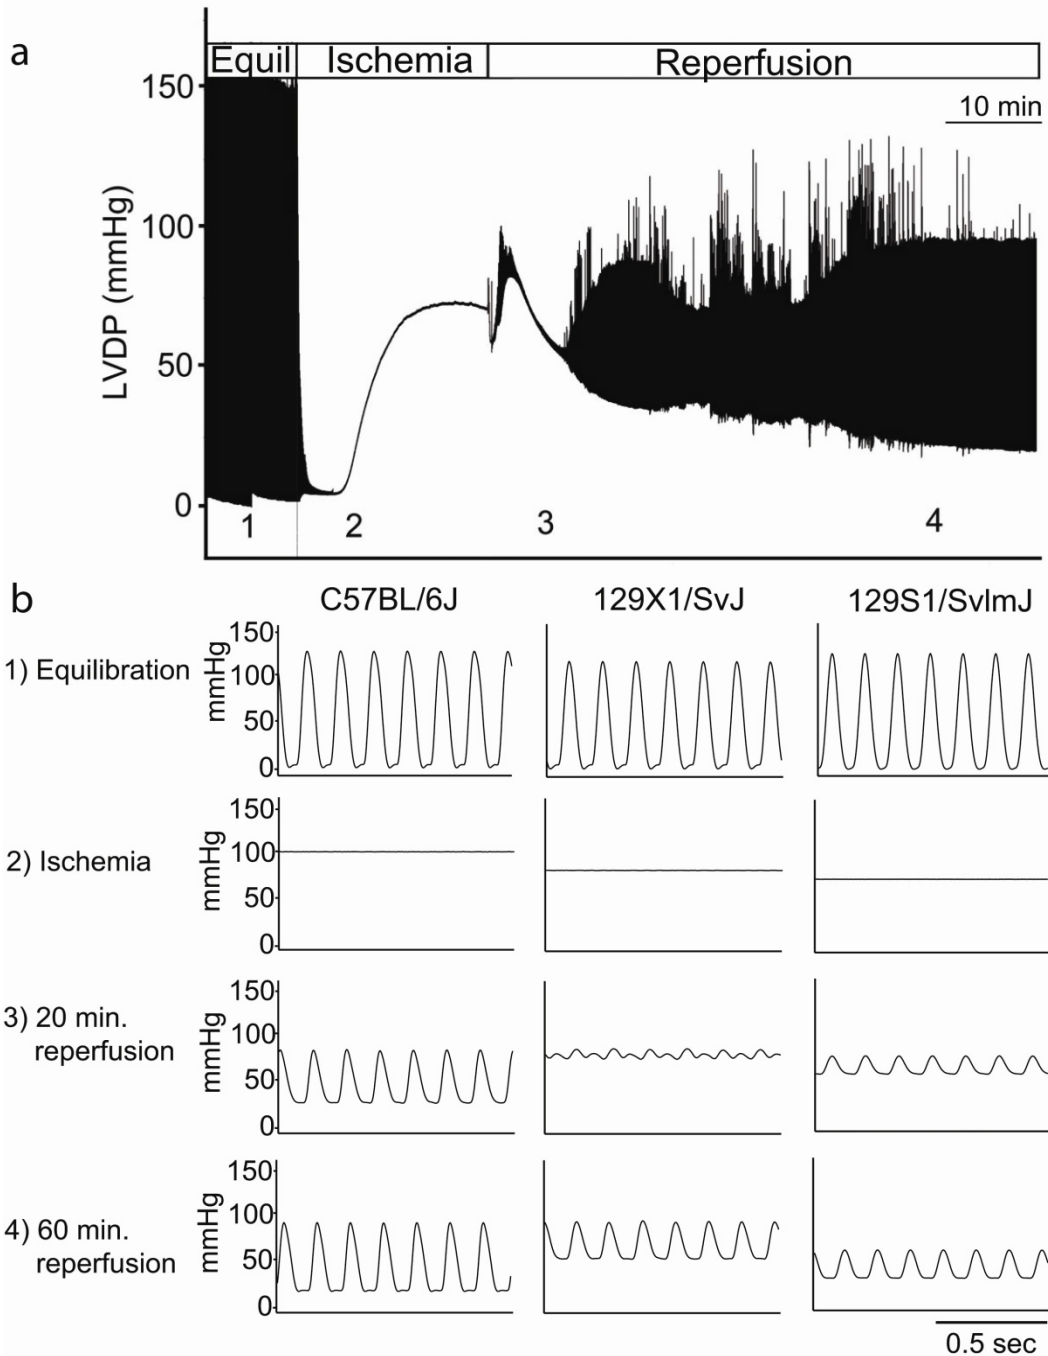 a
Equil Ischemia Reperfusion
10 min
LVDP (mmHg)
150
100
50
0
1 2 3 4
b
C57BL/6J 129X1/SvJ 129S1/SvlmJ
1) Equilibration
mmHg
150
100
50
0
2) Ischemia
mmHg
150
100
50
0
3) 20 min.
reperfusion
mmHg
150
100
50
0
4) 60 min.
reperfusion
mmHg
150
100
50
0
0.5 sec